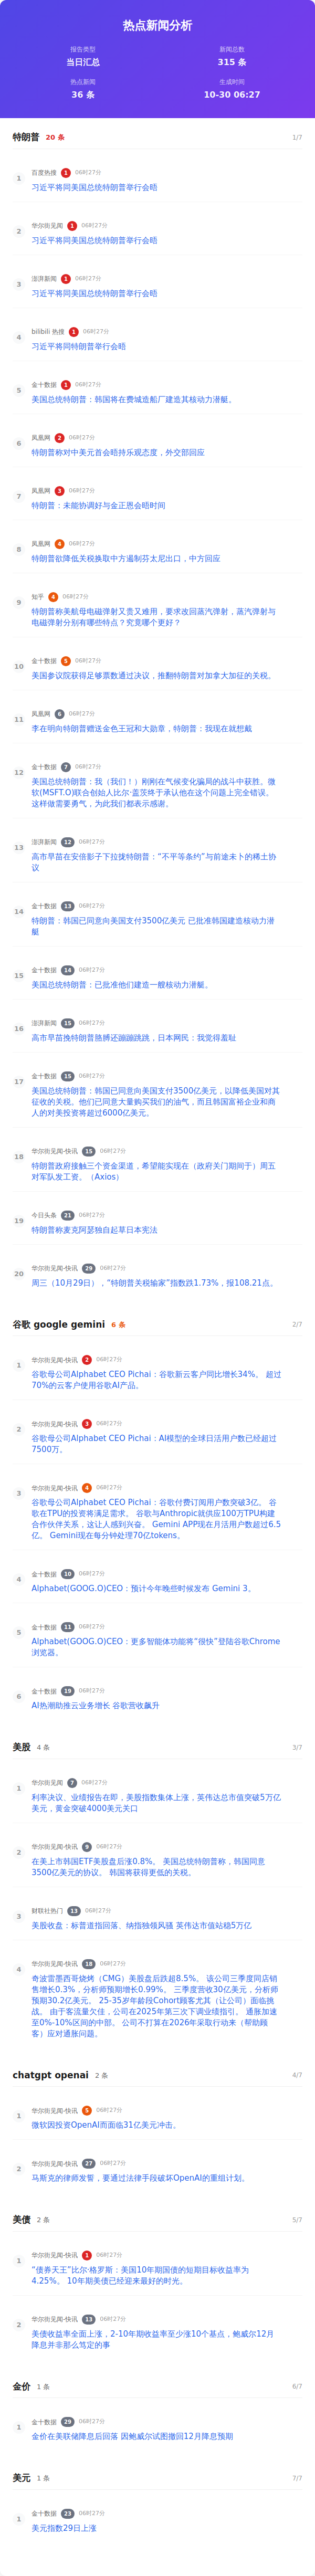 热点新闻分析
报告类型
当日汇总
新闻总数
315 条
热点新闻
36 条
生成时间
10-30 06:27
特朗普 20 条 1/7
1
百度热搜 1 06时27分
习近平将同美国总统特朗普举行会晤
2
华尔街见闻 1 06时27分
习近平将同美国总统特朗普举行会晤
3
澎湃新闻 1 06时27分
习近平将同美国总统特朗普举行会晤
4
bilibili 热搜 1 06时27分
习近平将同特朗普举行会晤
5
金十数据 1 06时27分
美国总统特朗普：韩国将在费城造船厂建造其核动力潜艇。
6
凤凰网 2 06时27分
特朗普称对中美元首会晤持乐观态度，外交部回应
7
凤凰网 3 06时27分
特朗普：未能协调好与金正恩会晤时间
8
凤凰网 4 06时27分
特朗普欲降低关税换取中方遏制芬太尼出口，中方回应
9
知乎 4 06时27分
特朗普称美航母电磁弹射又贵又难用，要求改回蒸汽弹射，蒸汽弹射与
电磁弹射分别有哪些特点？究竟哪个更好？
10
金十数据 5 06时27分
美国参议院获得足够票数通过决议，推翻特朗普对加拿大加征的关税。
11
凤凰网 6 06时27分
李在明向特朗普赠送金色王冠和大勋章，特朗普：我现在就想戴
12
金十数据 7 06时27分
美国总统特朗普：我（我们！）刚刚在气候变化骗局的战斗中获胜。微
软(MSFT.O)联合创始人比尔·盖茨终于承认他在这个问题上完全错误。
这样做需要勇气，为此我们都表示感谢。
13
澎湃新闻 12 06时27分
高市早苗在安倍影子下拉拢特朗普：“不平等条约”与前途未卜的稀土协
议
14
金十数据 13 06时27分
特朗普：韩国已同意向美国支付3500亿美元 已批准韩国建造核动力潜
艇
15
金十数据 14 06时27分
美国总统特朗普：已批准他们建造一艘核动力潜艇。
16
澎湃新闻 15 06时27分
高市早苗挽特朗普胳膊还蹦蹦跳跳，日本网民：我觉得羞耻
17
金十数据 15 06时27分
美国总统特朗普：韩国已同意向美国支付3500亿美元，以降低美国对其
征收的关税。他们已同意大量购买我们的油气，而且韩国富裕企业和商
人的对美投资将超过6000亿美元。
18
华尔街见闻-快讯 15 06时27分
特朗普政府接触三个资金渠道，希望能实现在（政府关门期间于）周五
对军队发工资。（Axios）
19
今日头条 21 06时27分
特朗普称麦克阿瑟独自起草日本宪法
20
华尔街见闻-快讯 29 06时27分
周三（10月29日），“特朗普关税输家”指数跌1.73%，报108.21点。
谷歌 google gemini 6 条 2/7
1
华尔街见闻-快讯 2 06时27分
谷歌母公司Alphabet CEO Pichai：谷歌新云客户同比增长34%。 超过
70%的云客户使用谷歌AI产品。
2
华尔街见闻-快讯 3 06时27分
谷歌母公司Alphabet CEO Pichai：AI模型的全球日活用户数已经超过
7500万。
3
华尔街见闻-快讯 4 06时27分
谷歌母公司Alphabet CEO Pichai：谷歌付费订阅用户数突破3亿。 谷
歌在TPU的投资将满足需求。 谷歌与Anthropic就供应100万TPU构建
合作伙伴关系，这让人感到兴奋。 Gemini APP现在月活用户数超过6.5
亿。 Gemini现在每分钟处理70亿tokens。
4
金十数据 10 06时27分
Alphabet(GOOG.O)CEO：预计今年晚些时候发布 Gemini 3。
5
金十数据 11 06时27分
Alphabet(GOOG.O)CEO：更多智能体功能将“很快”登陆谷歌Chrome
浏览器。
6
金十数据 19 06时27分
AI热潮助推云业务增长 谷歌营收飙升
美股 4 条 3/7
1
华尔街见闻 7 06时27分
利率决议、业绩报告在即，美股指数集体上涨，英伟达总市值突破5万亿
美元，黄金突破4000美元关口
2
华尔街见闻-快讯 9 06时27分
在美上市韩国ETF美股盘后涨0.8%。 美国总统特朗普称，韩国同意
3500亿美元的协议。 韩国将获得更低的关税。
3
财联社热门 13 06时27分
美股收盘：标普道指回落、纳指独领风骚 英伟达市值站稳5万亿
4
华尔街见闻-快讯 18 06时27分
奇波雷墨西哥烧烤（CMG）美股盘后跌超8.5%。 该公司三季度同店销
售增长0.3%，分析师预期增长0.99%。 三季度营收30亿美元，分析师
预期30.2亿美元。 25-35岁年龄段Cohort顾客尤其（让公司）面临挑
战。 由于客流量欠佳，公司在2025年第三次下调业绩指引。 通胀加速
至0%-10%区间的中部。 公司不打算在2026年采取行动来（帮助顾
客）应对通胀问题。
chatgpt openai 2 条 4/7
1
华尔街见闻-快讯 5 06时27分
微软因投资OpenAI而面临31亿美元冲击。
2
华尔街见闻-快讯 27 06时27分
马斯克的律师发誓，要通过法律手段破坏OpenAI的重组计划。
美债 2 条 5/7
1
华尔街见闻-快讯 1 06时27分
“债券天王”比尔·格罗斯：美国10年期国债的短期目标收益率为
4.25%。 10年期美债已经迎来最好的时光。
2
华尔街见闻-快讯 13 06时27分
美债收益率全面上涨，2-10年期收益率至少涨10个基点，鲍威尔12月
降息并非那么笃定的事
金价 1 条 6/7
1
金十数据 29 06时27分
金价在美联储降息后回落 因鲍威尔试图撤回12月降息预期
美元 1 条 7/7
1
金十数据 23 06时27分
美元指数29日上涨